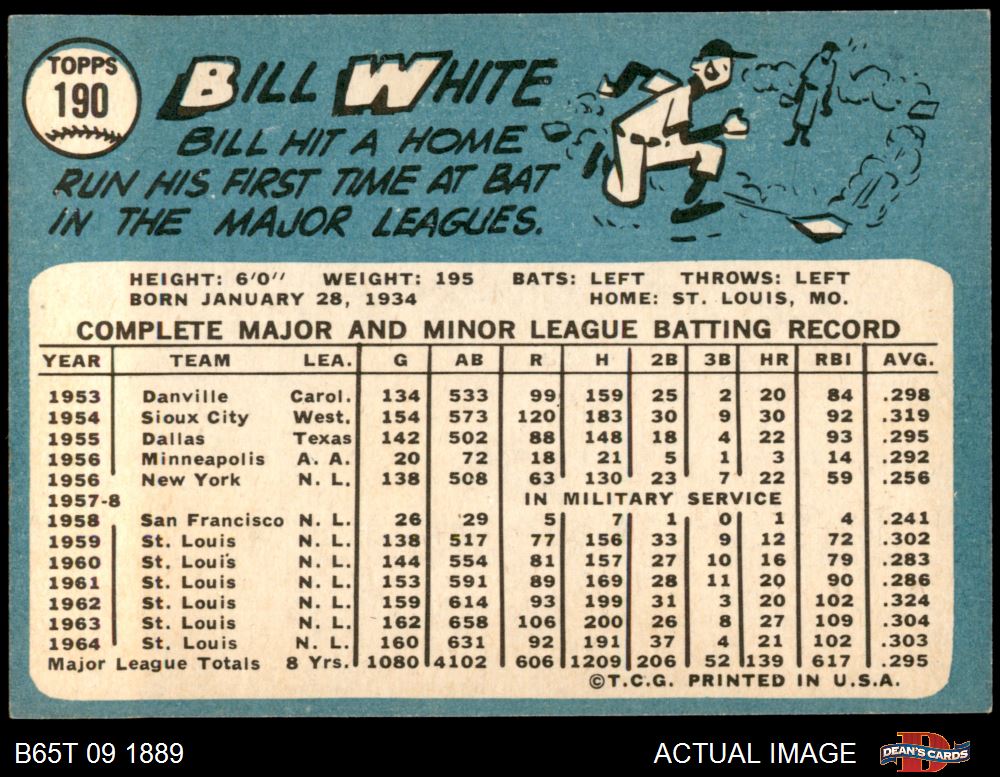 TOPPS
190
BILL WHITE
BILL HIT A HOME
RUN HIS FIRST TIME AT BAT
IN THE MAJOR LEAGUES.
HEIGHT: 6'0" WEIGHT: 195 BATS: LEFT THROWS: LEFT
BORN JANUARY 28, 1934 HOME: ST. LOUIS, MO.
COMPLETE MAJOR AND MINOR LEAGUE BATTING RECORD
YEAR TEAM LEA. G AB R H 2B 3B HR RBI AVG.
1953 Danville Carol. 134 533 99 159 25 2 20 84 .298
1954 Sioux City West. 154 573 120 183 30 9 30 92 .319
1955 Dallas Texas 142 502 88 148 18 4 22 93 .295
1956 Minneapolis A. A. 20 72 18 21 5 1 3 14 .292
1956 New York N. L. 138 508 63 130 23 7 22 59 .256
1957-8 IN MILITARY SERVICE
1958 San Francisco N. L. 26 29 5 7 1 0 1 4 .241
1959 St. Louis N. L. 138 517 77 156 33 9 12 72 .302
1960 St. Louis N. L. 144 554 81 157 27 10 16 79 .283
1961 St. Louis N. L. 153 591 89 169 28 11 20 90 .286
1962 St. Louis N. L. 159 614 93 199 31 3 20 102 .324
1963 St. Louis N. L. 162 658 106 200 26 8 27 109 .304
1964 St. Louis N. L. 160 631 92 191 37 4 21 102 .303
Major League Totals 8 Yrs. 1080 4102 606 1209 206 52 139 617 .295
©T.C.G. PRINTED IN U.S.A.
B65T 09 1889 ACTUAL IMAGE DEAN'S CARDS